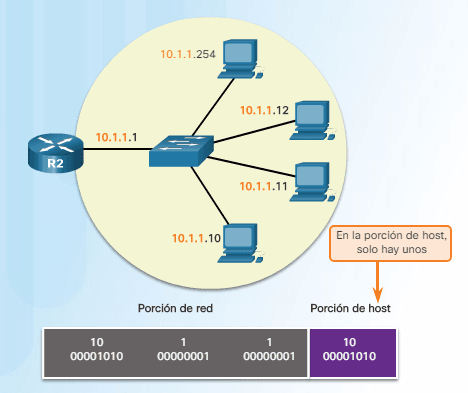 10.1.1.254
10.1.1.12
10.1.1.1
R2
10.1.1.11
10.1.1.10
En la porción de host,
solo hay unos
Porción de red
Porción de host
10 1 1 10
00001010 00000001 00000001 00001010